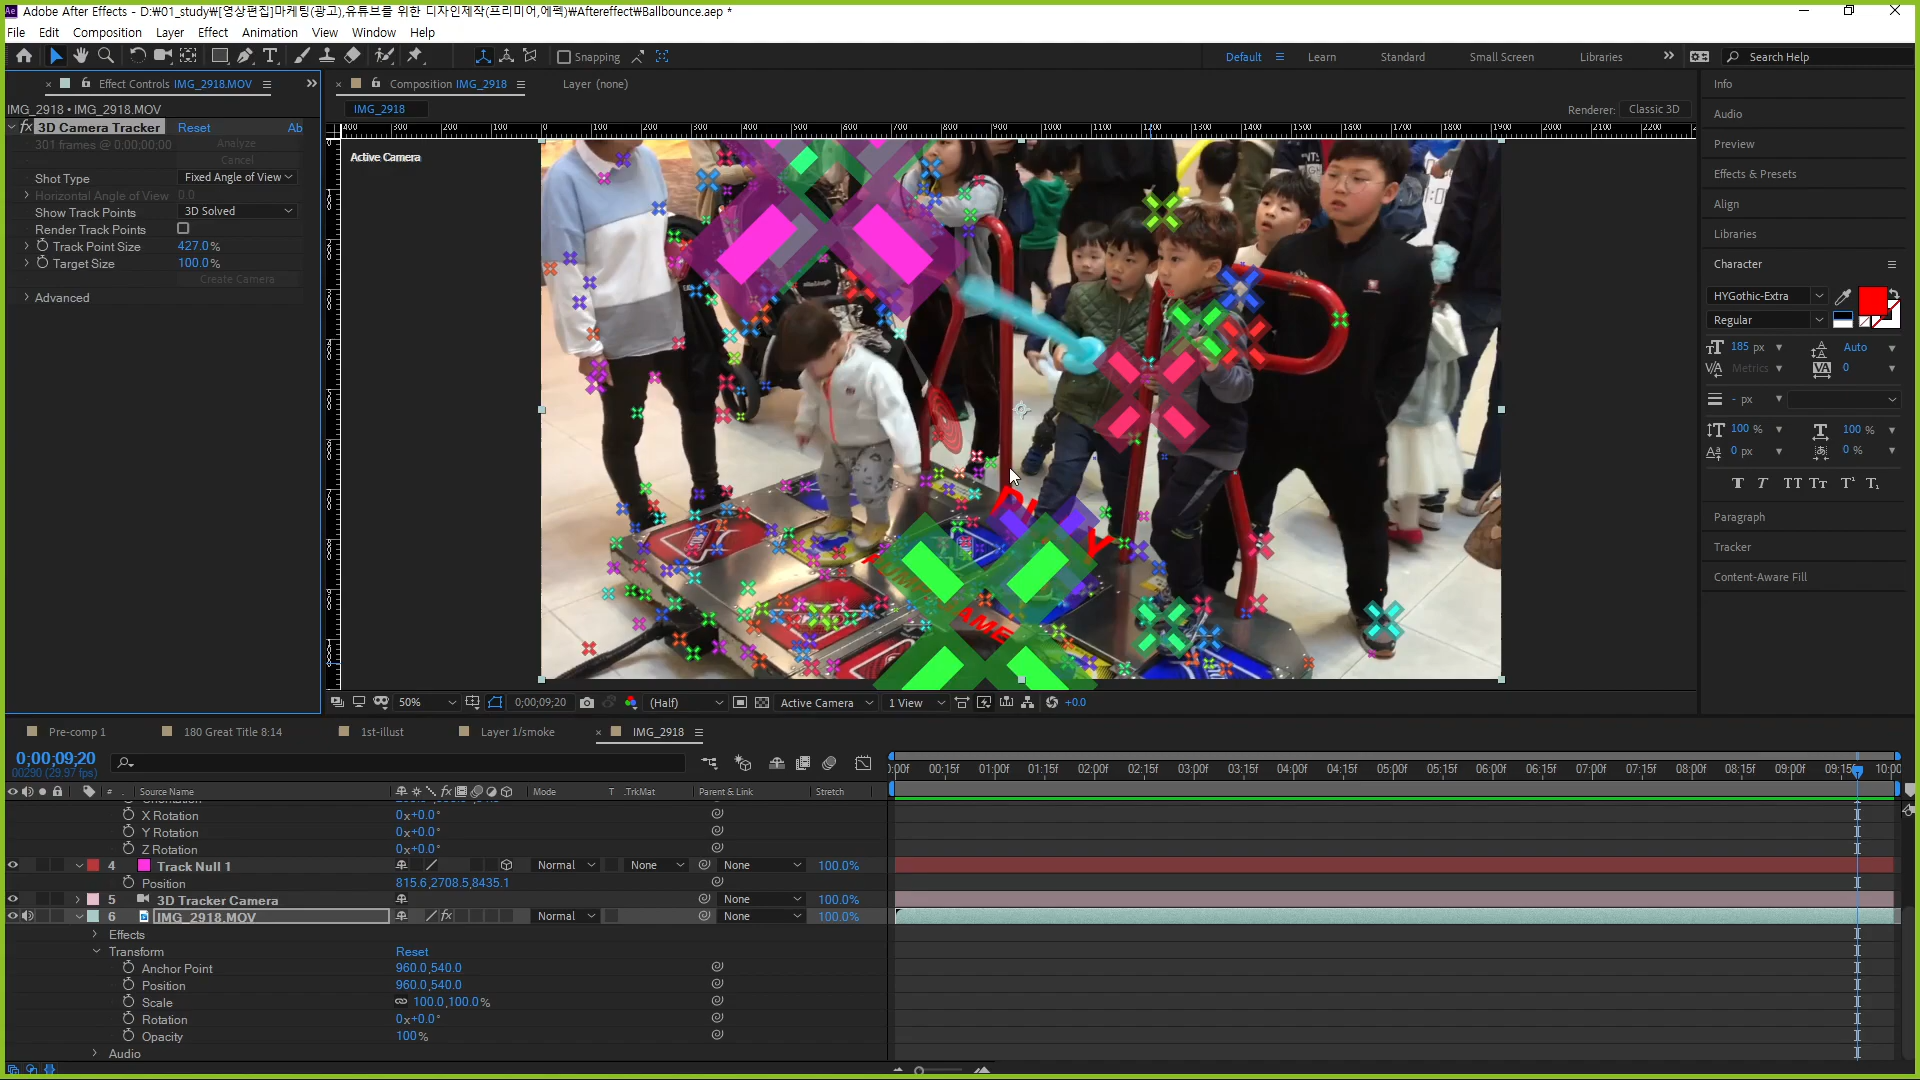 Adobe After Effects - D:₩01_study₩[영상편집]마케팅(광고),유튜브를 위한 디자인제작(프리미어,에펙)₩Aftereffect₩Ballbounce.aep *
File Edit Composition Layer Effect Animation View Window Help
Snapping
Default Learn Standard Small Screen Libraries Search Help
Effect Controls IMG_2918.MOV
Composition IMG_2918
Layer (none)
IMG_2918
Renderer: Classic 3D
IMG_2918 • IMG_2918.MOV
fx 3D Camera Tracker Reset Ab
301 frames @ 0;00;00;00 Analyze
Cancel
Shot Type Fixed Angle of View
Horizontal Angle of View 0.0
Show Track Points 3D Solved
Render Track Points
Track Point Size 427.0%
Target Size 100.0%
Create Camera
Advanced
Active Camera
Info
Audio
Preview
Effects & Presets
Align
Libraries
Character
HYGothic-Extra
Regular
185 px Auto
Metrics 0
- px
100 % 100 %
0 px 0 %
Paragraph
Tracker
Content-Aware Fill
50% 0;00;09;20 (Half) Active Camera 1 View +0.0
Pre-comp 1 180 Great Title 8:14 1st-illust Layer 1/smoke IMG_2918
0;00;09;20
00290 (29.97 fps)
00:15f 01:00f 01:15f 02:00f 02:15f 03:00f 03:15f 04:00f 04:15f 05:00f 05:15f 06:00f 06:15f 07:00f 07:15f 08:00f 08:15f 09:00f 09:15f 10:00
# Source Name Mode T .TrkMat Parent & Link Stretch
X Rotation 0x+0.0°
Y Rotation 0x+0.0°
Z Rotation 0x+0.0°
4 Track Null 1 Normal None None 100.0%
Position 815.6,2708.5,8435.1
5 3D Tracker Camera None 100.0%
6 IMG_2918.MOV Normal None 100.0%
Effects
Transform Reset
Anchor Point 960.0,540.0
Position 960.0,540.0
Scale 100.0,100.0%
Rotation 0x+0.0°
Opacity 100%
Audio